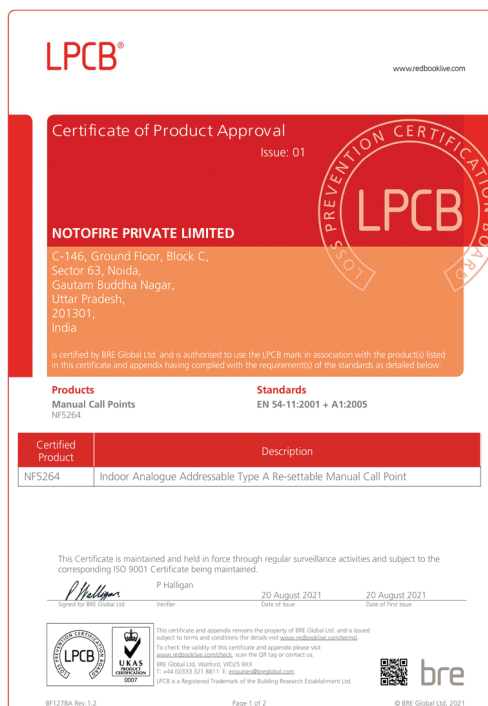 LPCB®
www.redbooklive.com
Certificate of Product Approval
Issue: 01
LOSS PREVENTION CERTIFICATION BOARD
LPCB
NOTOFIRE PRIVATE LIMITED
C-146, Ground Floor, Block C,
Sector 63, Noida,
Gautam Buddha Nagar,
Uttar Pradesh,
201301,
India
is certified by BRE Global Ltd. and is authorised to use the LPCB mark in association with the product(s) listed
in this certificate and appendix having complied with the requirement(s) of the standards as detailed below:
Products
Standards
Manual Call Points
EN 54-11:2001 + A1:2005
NF5264
Certified Product
Description
NF5264
Indoor Analogue Addressable Type A Re-settable Manual Call Point
This Certificate is maintained and held in force through regular surveillance activities and subject to the
corresponding ISO 9001 Certificate being maintained.
P Halligan
P Halligan
20 August 2021
20 August 2021
Signed for BRE Global Ltd
Verifier
Date of Issue
Date of First Issue
LOSS PREVENTION CERTIFICATION BOARD
LPCB
UKAS
PRODUCT
CERTIFICATION
0007
This certificate and appendix remains the property of BRE Global Ltd. and is issued
subject to terms and conditions (for details visit www.redbooklive.com/terms).
To check the validity of this certificate and appendix please visit
www.redbooklive.com/check, scan the QR tag or contact us.
BRE Global Ltd, Watford, WD25 9XX.
T: +44 (0)333 321 8811 E: enquiries@breglobal.com
LPCB is a Registered Trademark of the Building Research Establishment Ltd.
bre
BF1278A Rev.1.2
Page 1 of 2
© BRE Global Ltd, 2021